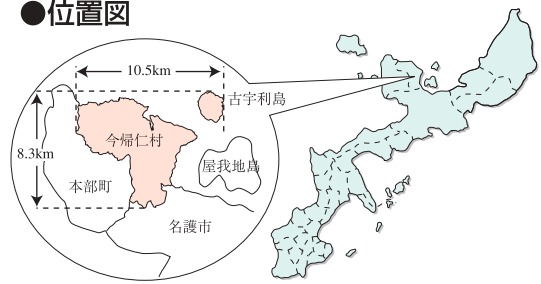 ●位置図
10.5km
古宇利島
今帰仁村
8.3km
屋我地島
本部町
名護市